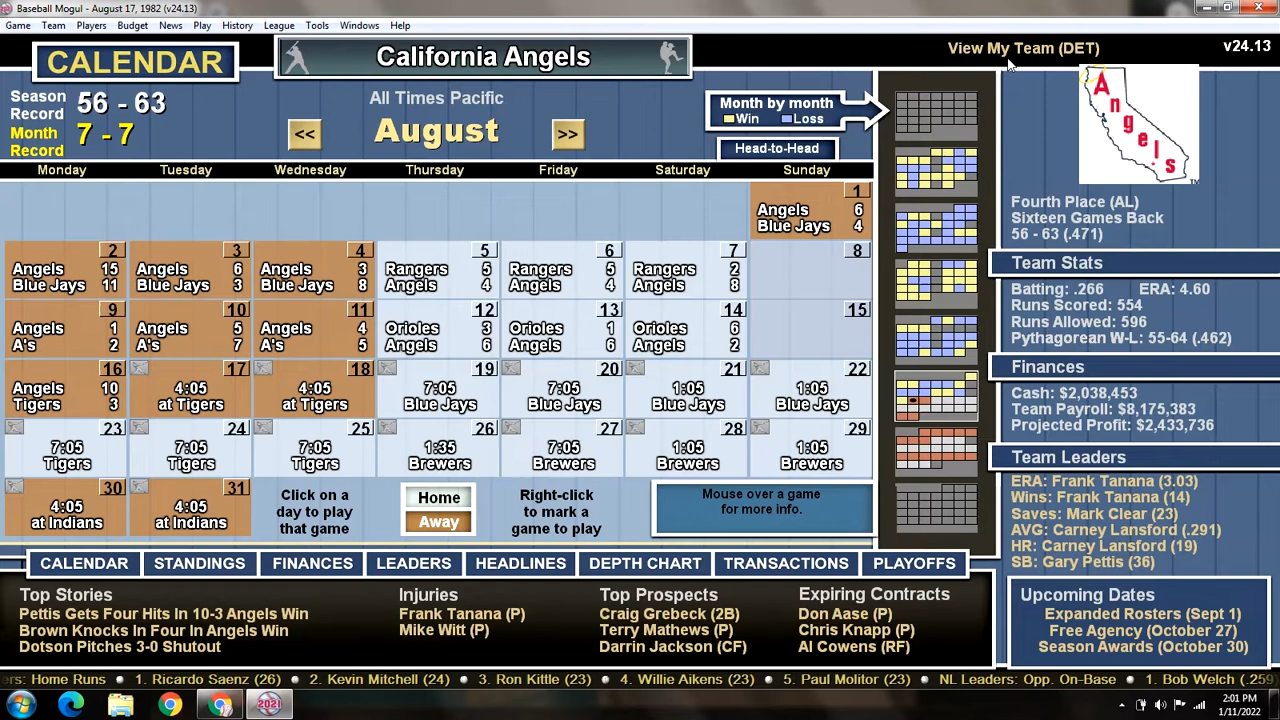 Baseball Mogul - August 17, 1982 (v24.13)
Game Team Players Budget News Play History League Tools Windows Help
CALENDAR
California Angels
View My Team (DET)
v24.13
Season Record 56 - 63
Month Record 7 - 7
All Times Pacific
<< August >>
Month by month
Win Loss
Head-to-Head
Angels
Monday Tuesday Wednesday Thursday Friday Saturday Sunday
1
Angels 6
Blue Jays 4
2 3 4 5 6 7 8
Angels 15 Angels 6 Angels 3 Rangers 5 Rangers 5 Rangers 2
Blue Jays 11 Blue Jays 3 Blue Jays 8 Angels 4 Angels 4 Angels 8
9 10 11 12 13 14 15
Angels 1 Angels 5 Angels 4 Orioles 3 Orioles 1 Orioles 6
A's 2 A's 7 A's 5 Angels 6 Angels 6 Angels 2
16 17 18 19 20 21 22
Angels 10 4:05 4:05 7:05 7:05 1:05 1:05
Tigers 3 at Tigers at Tigers Blue Jays Blue Jays Blue Jays Blue Jays
23 24 25 26 27 28 29
7:05 7:05 7:05 1:35 7:05 1:05 1:05
Tigers Tigers Tigers Brewers Brewers Brewers Brewers
30 31
4:05 4:05
at Indians at Indians
Click on a
day to play
that game
Home
Away
Right-click
to mark a
game to play
Mouse over a game
for more info.
Fourth Place (AL)
Sixteen Games Back
56 - 63 (.471)
Team Stats
Batting: .266 ERA: 4.60
Runs Scored: 554
Runs Allowed: 596
Pythagorean W-L: 55-64 (.462)
Finances
Cash: $2,038,453
Team Payroll: $8,175,383
Projected Profit: $2,433,736
Team Leaders
ERA: Frank Tanana (3.03)
Wins: Frank Tanana (14)
Saves: Mark Clear (23)
AVG: Carney Lansford (.291)
HR: Carney Lansford (19)
SB: Gary Pettis (36)
CALENDAR STANDINGS FINANCES LEADERS HEADLINES DEPTH CHART TRANSACTIONS PLAYOFFS
Top Stories
Pettis Gets Four Hits In 10-3 Angels Win
Brown Knocks In Four In Angels Win
Dotson Pitches 3-0 Shutout
Injuries
Frank Tanana (P)
Mike Witt (P)
Top Prospects
Craig Grebeck (2B)
Terry Mathews (P)
Darrin Jackson (CF)
Expiring Contracts
Don Aase (P)
Chris Knapp (P)
Al Cowens (RF)
Upcoming Dates
Expanded Rosters (Sept 1)
Free Agency (October 27)
Season Awards (October 30)
ers: Home Runs • 1. Ricardo Saenz (26) • 2. Kevin Mitchell (24) • 3. Ron Kittle (23) • 4. Willie Aikens (23) • 5. Paul Molitor (23) • NL Leaders: Opp. On-Base • 1. Bob Welch (.259)
2021
2:01 PM
1/11/2022